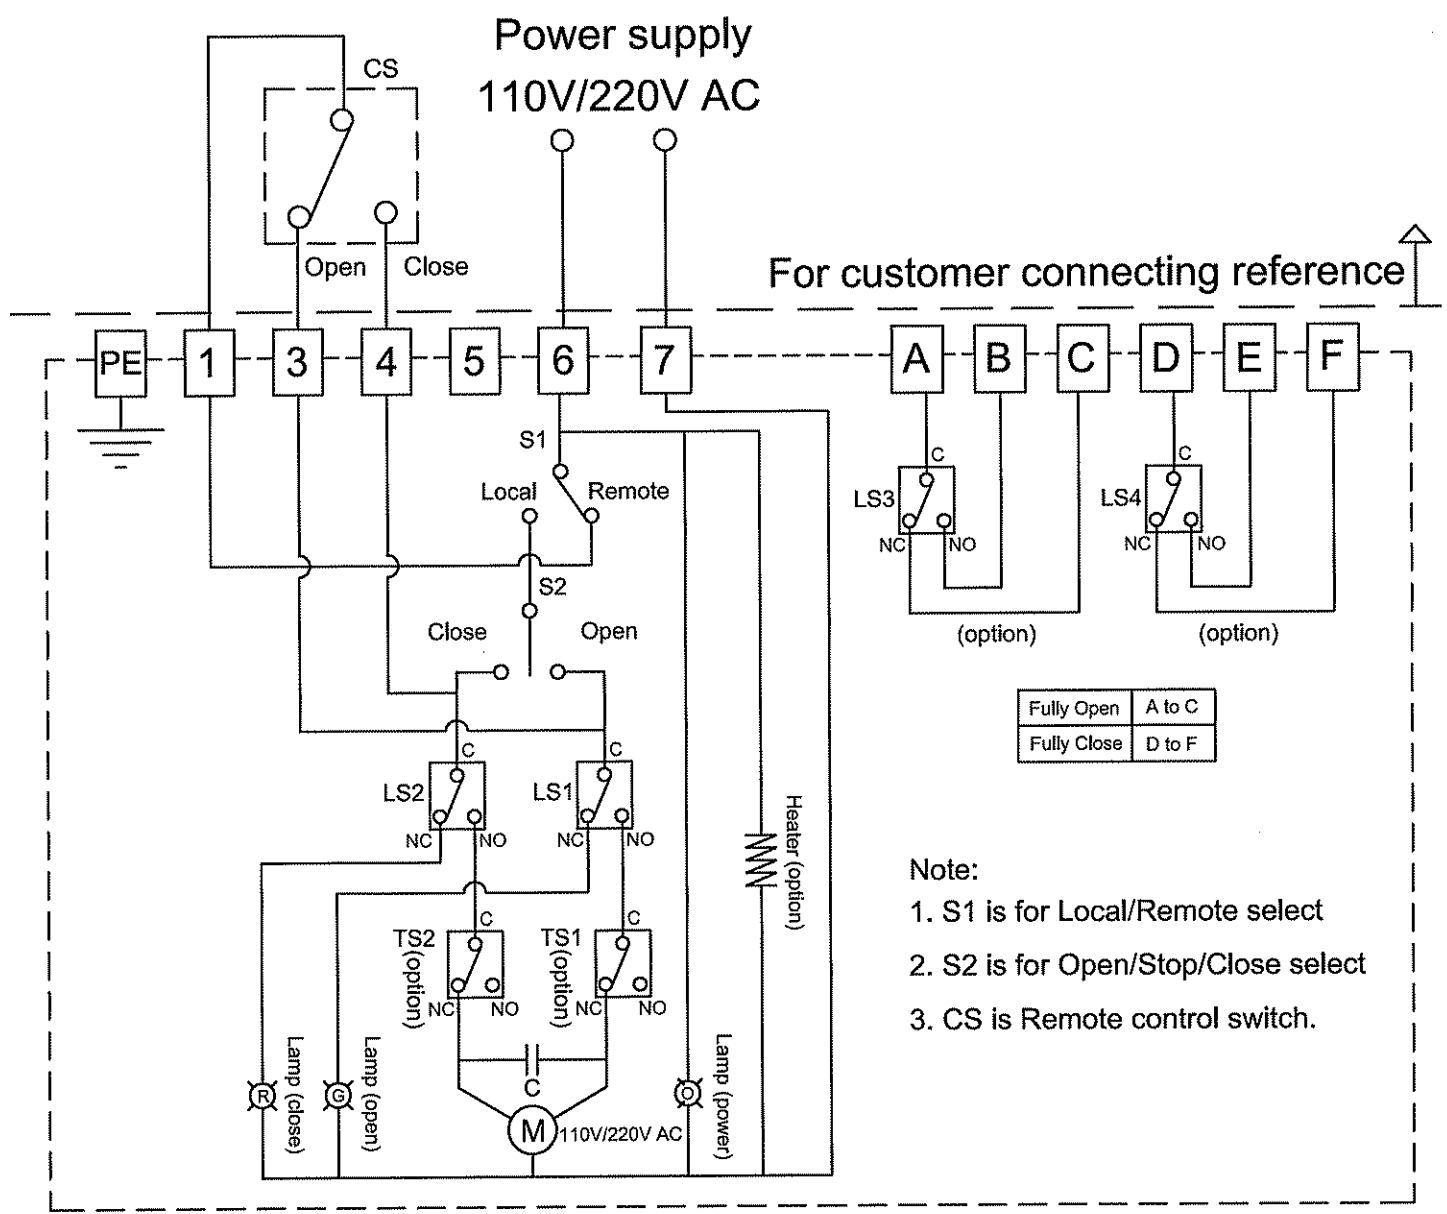 Power supply
110V/220V AC
CS
Open Close
For customer connecting reference
PE 1 3 4 5 6 7 A B C D E F
S1
Local Remote
S2
Close Open
C
LS2
NC NO
C
LS1
NC NO
C
TS2
(option)
NC NO
C
TS1
(option)
NC NO
C
M
110V/220V AC
R
Lamp (close)
G
Lamp (open)
O
Lamp (power)
Heater (option)
C
LS3
NC NO
(option)
C
LS4
NC NO
(option)
Fully Open A to C
Fully Close D to F
Note:
1. S1 is for Local/Remote select
2. S2 is for Open/Stop/Close select
3. CS is Remote control switch.